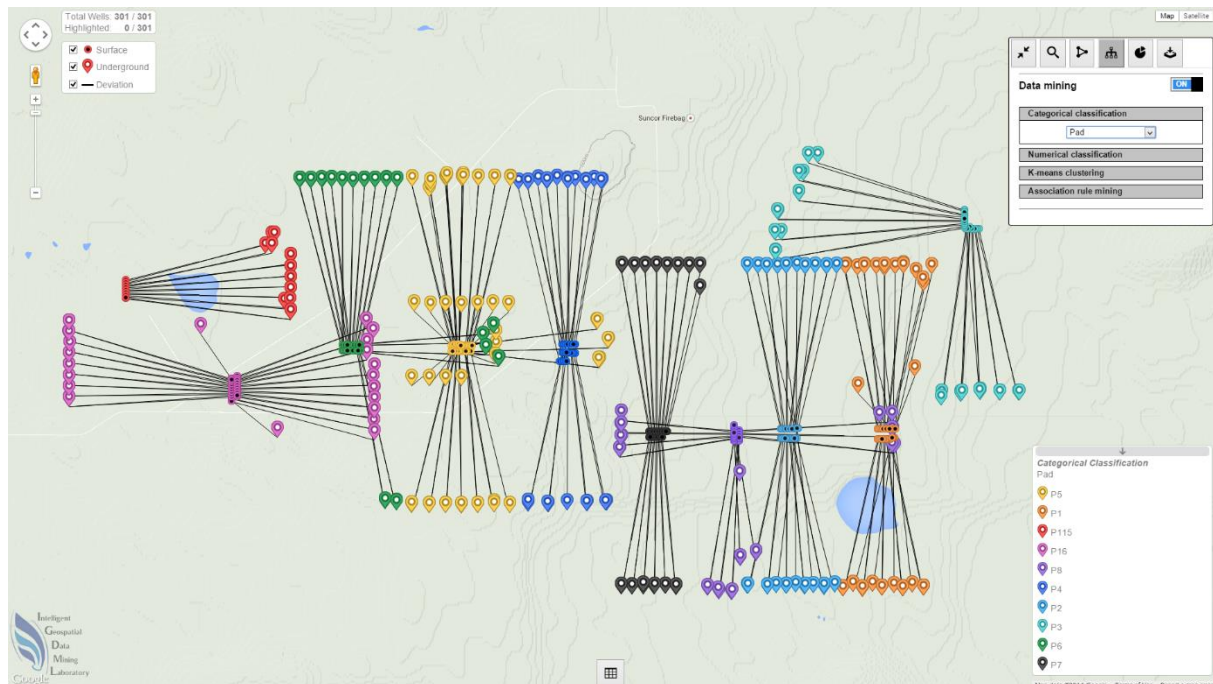 Total Wells: 301 / 301
Highlighted: 0 / 301
Surface
Underground
Deviation
Map Satellite
Data mining ON
Categorical classification
Pad
Numerical classification
K-means clustering
Association rule mining
Suncor Firebag
Categorical Classification
Pad
P5
P1
P115
P16
P8
P4
P2
P3
P6
P7
Intelligent
Geospatial
Data
Mining
Laboratory
Google